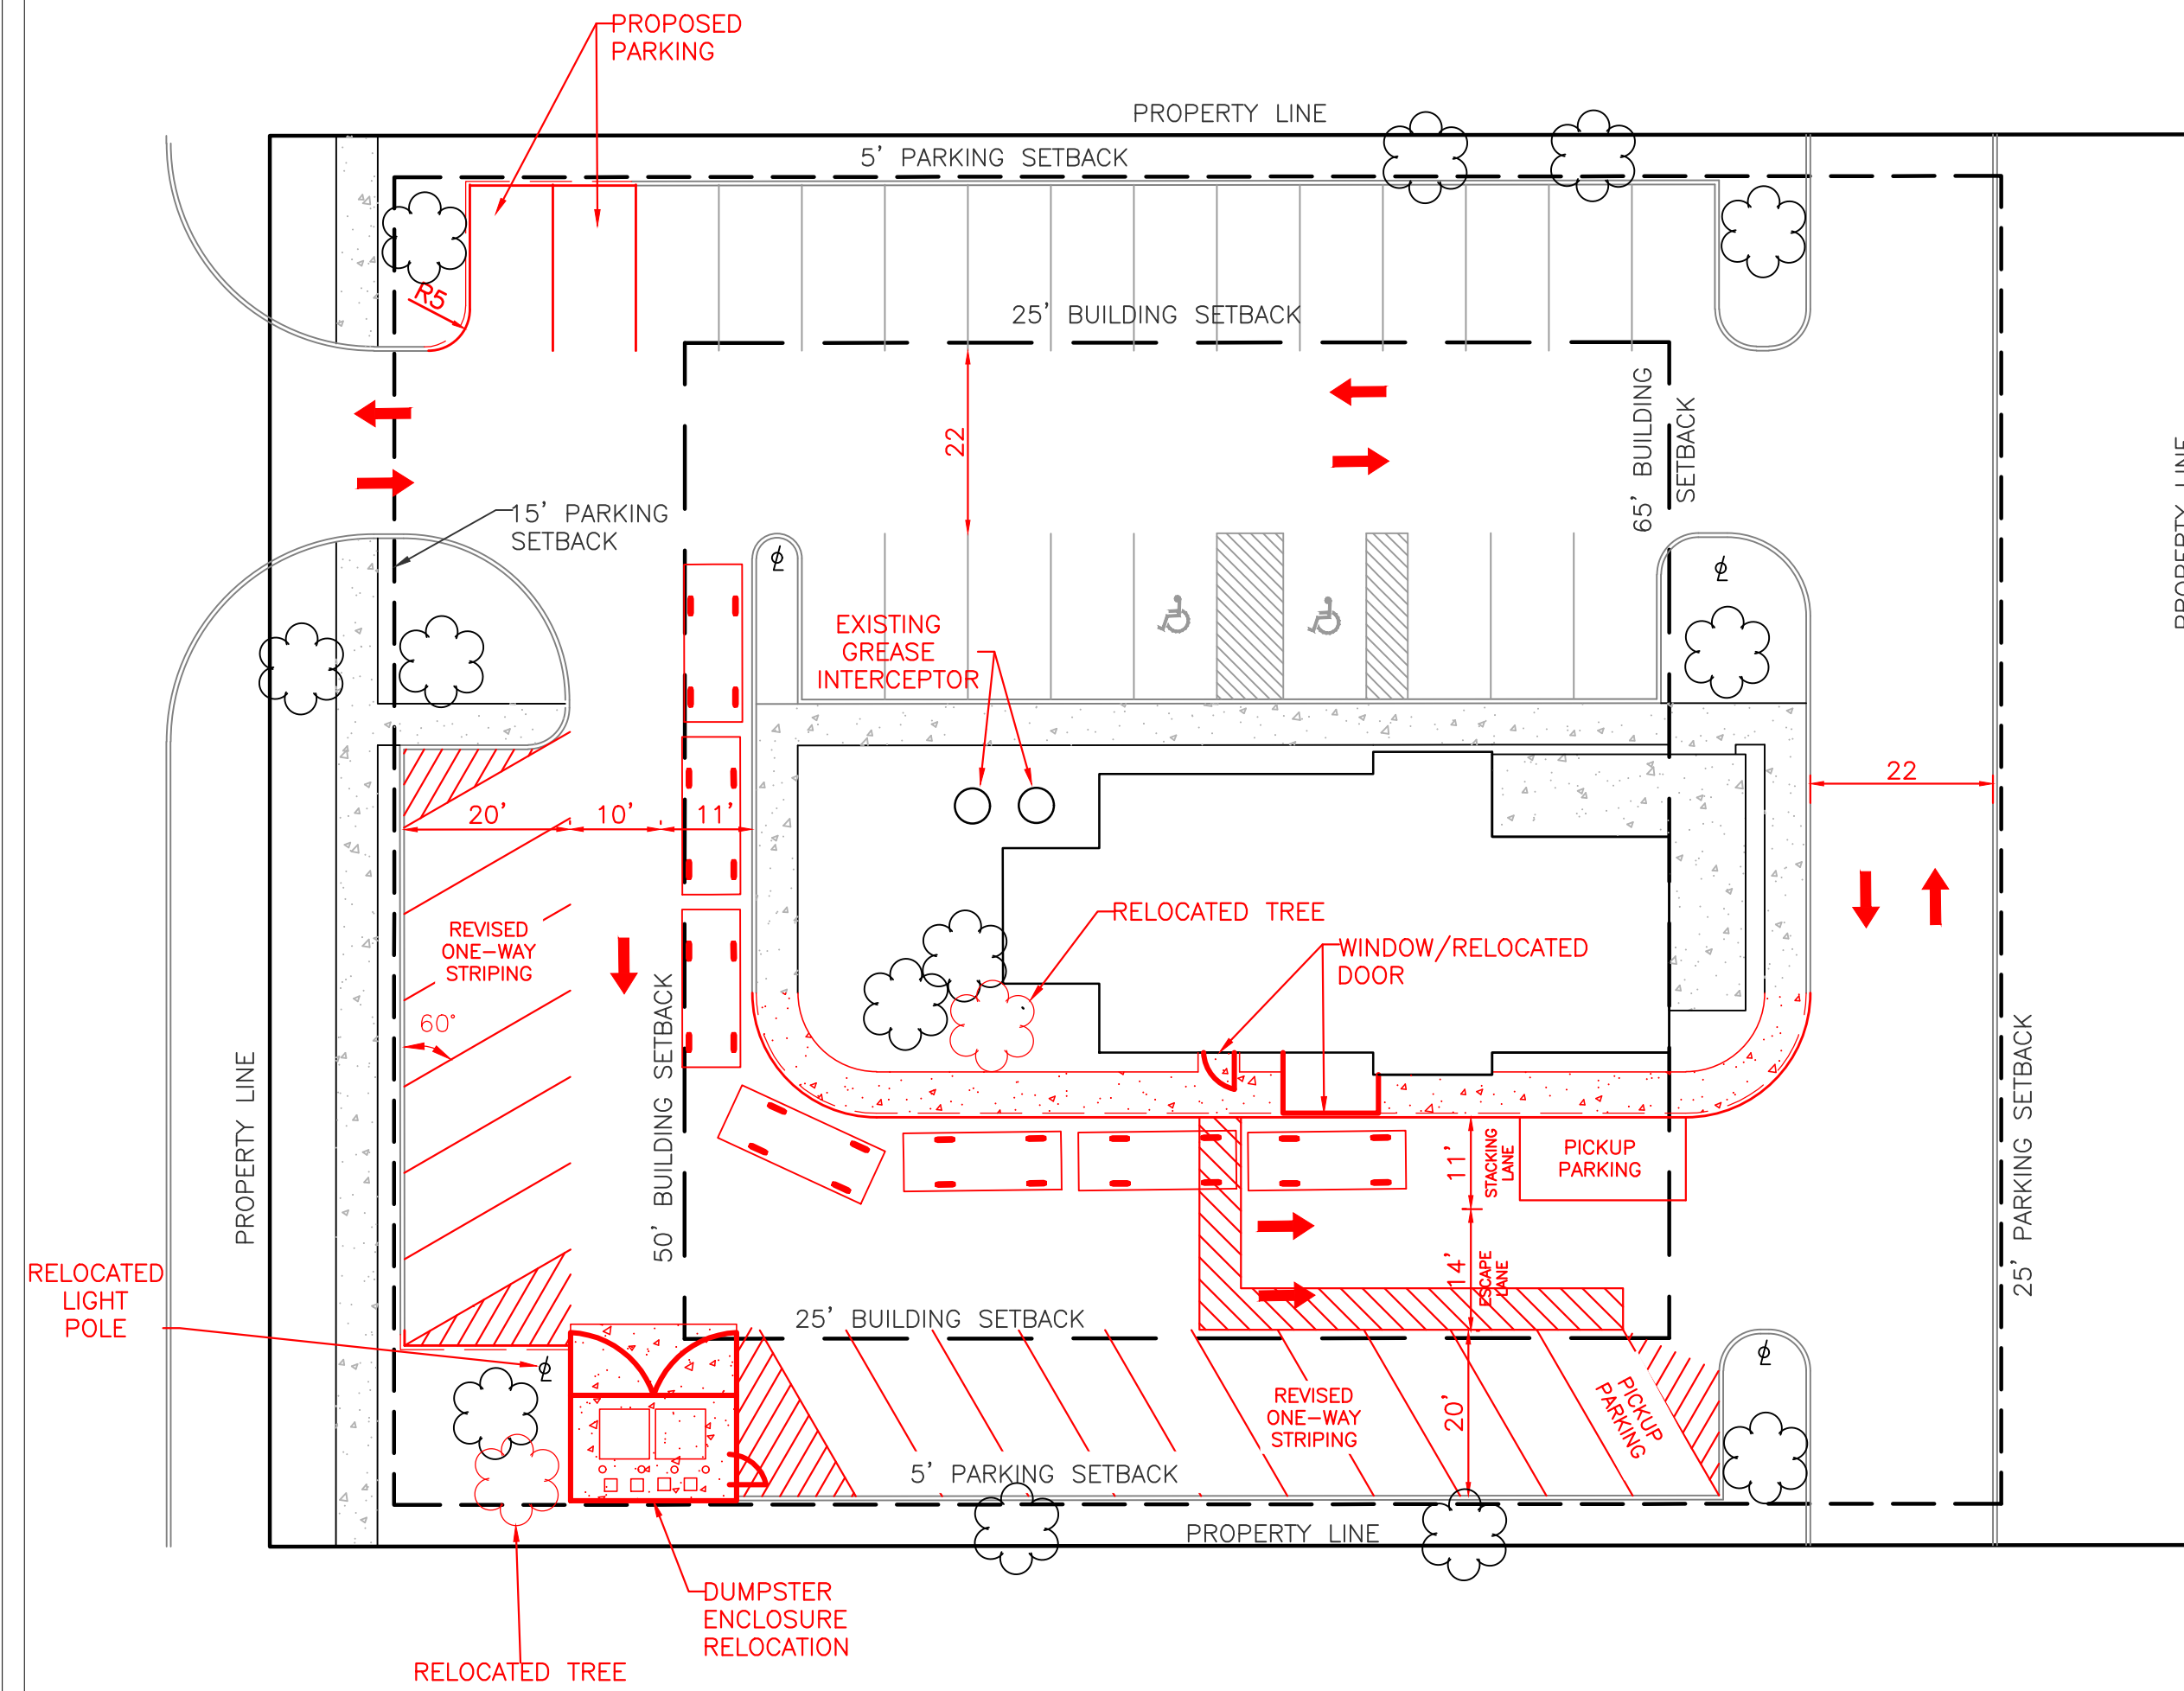 PROPOSED
PARKING
PROPERTY LINE
5' PARKING SETBACK
R5
25' BUILDING SETBACK
65' BUILDING
SETBACK
22
15' PARKING
SETBACK
PROPERTY LINE
EXISTING
GREASE
INTERCEPTOR
22
20'
10'
11'
RELOCATED TREE
REVISED
ONE-WAY
STRIPING
WINDOW/RELOCATED
DOOR
60°
50' BUILDING SETBACK
PROPERTY LINE
25' PARKING SETBACK
11'
STACKING
LANE
PICKUP
PARKING
14'
ESCAPE
LANE
RELOCATED
LIGHT
POLE
25' BUILDING SETBACK
REVISED
ONE-WAY
STRIPING
20'
PICKUP
PARKING
5' PARKING SETBACK
PROPERTY LINE
DUMPSTER
ENCLOSURE
RELOCATION
RELOCATED TREE